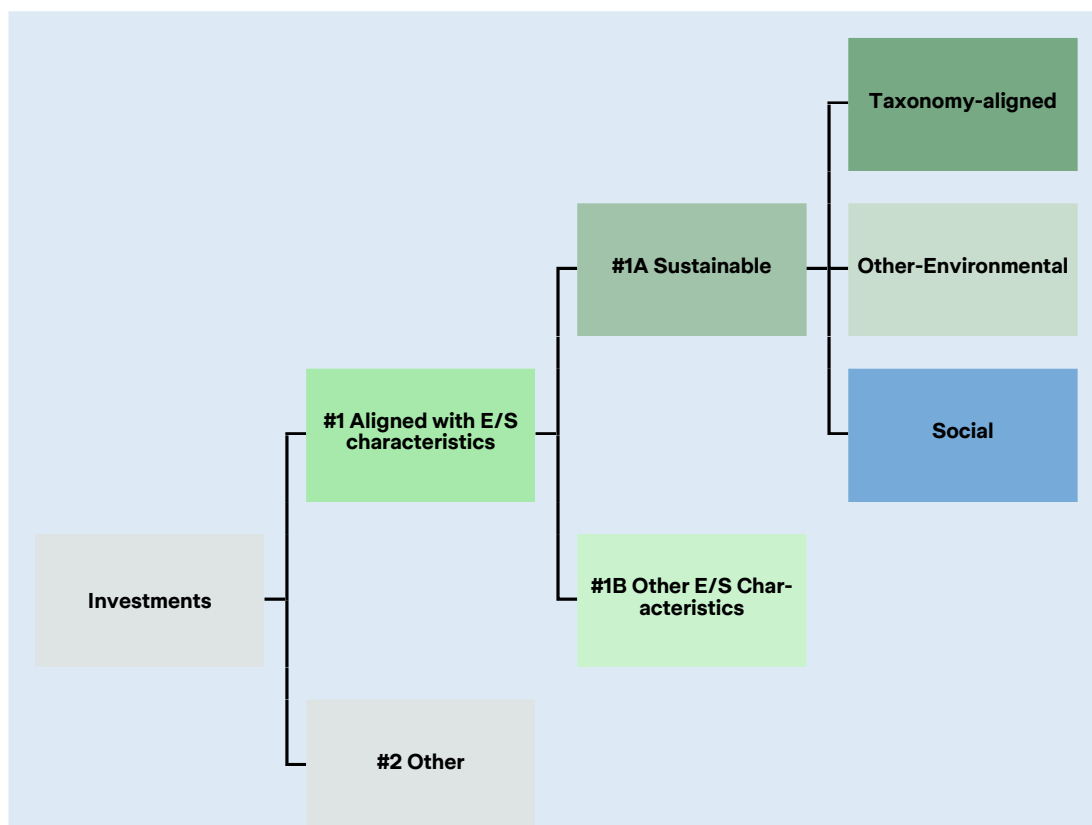 Taxonomy-aligned
#1A Sustainable
Other-Environmental
#1 Aligned with E/S
characteristics
Social
Investments
#1B Other E/S Char-
acteristics
#2 Other